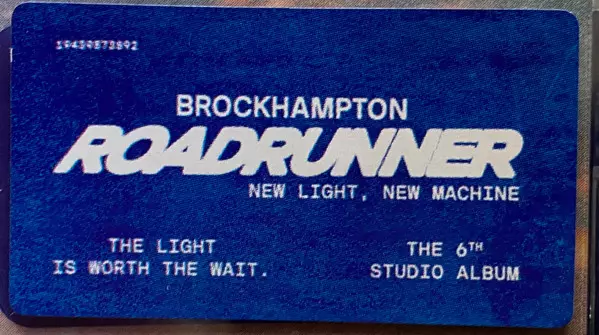 19439873892
BROCKHAMPTON
ROADRUNNER
NEW LIGHT, NEW MACHINE
THE LIGHT
IS WORTH THE WAIT.
THE 6TH
STUDIO ALBUM